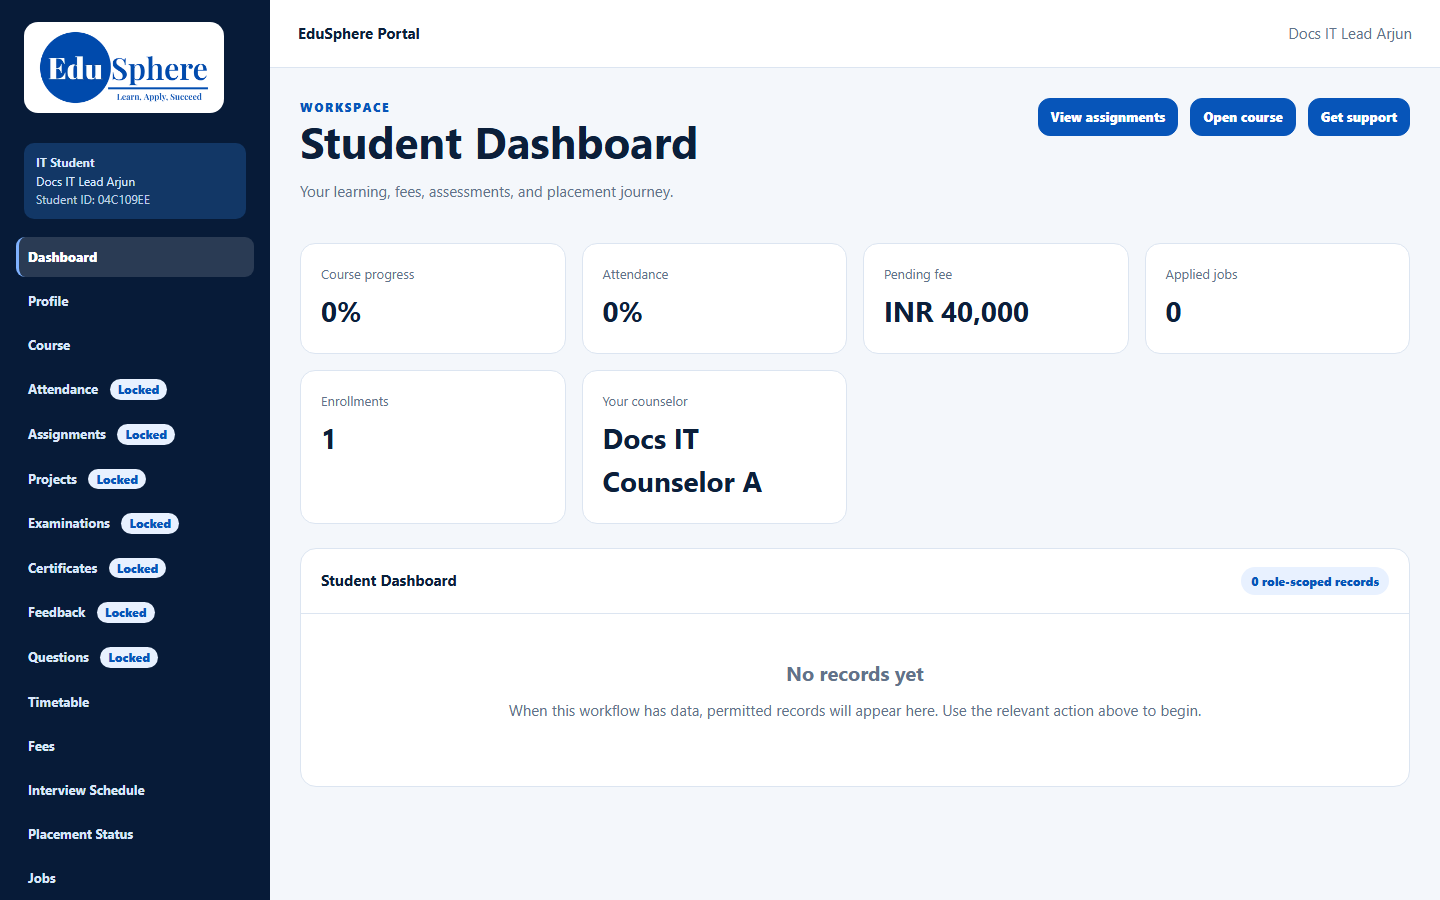 EduSphere
Learn. Apply, Succeed
IT Student
Docs IT Lead Arjun
Student ID: 04C109EE
Dashboard
Profile
Course
Attendance Locked
Assignments Locked
Projects Locked
Examinations Locked
Certificates Locked
Feedback Locked
Questions Locked
Timetable
Fees
Interview Schedule
Placement Status
Jobs
EduSphere Portal
Docs IT Lead Arjun
WORKSPACE
Student Dashboard
Your learning, fees, assessments, and placement journey.
View assignments
Open course
Get support
Course progress
0%
Attendance
0%
Pending fee
INR 40,000
Applied jobs
0
Enrollments
1
Your counselor
Docs IT
Counselor A
Student Dashboard
0 role-scoped records
No records yet
When this workflow has data, permitted records will appear here. Use the relevant action above to begin.